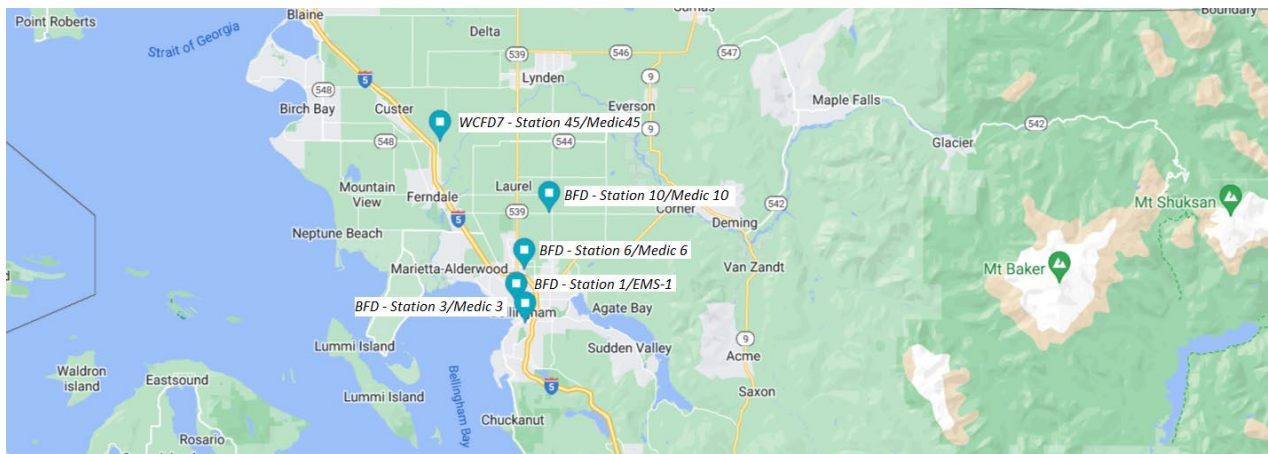 Point Roberts
Blaine
Sumas
Boundary
Strait of Georgia
Delta
539
546
547
5
9
Lynden
548
Birch Bay
Custer
Everson
Maple Falls
WCFD7 - Station 45/Medic45
9
542
548
544
Glacier
Mountain
View
Ferndale
Laurel
BFD - Station 10/Medic 10
Mt Shuksan
5
539
Corner
542
Deming
Neptune Beach
BFD - Station 6/Medic 6
Marietta-Alderwood
Van Zandt
Mt Baker
BFD - Station 1/EMS-1
BFD - Station 3/Medic 3
Agate Bay
Lummi Island
Sudden Valley
9
Acme
Waldron
island
Eastsound
5
Saxon
Lummi Island
Bellingham Bay
Chuckanut
Rosario